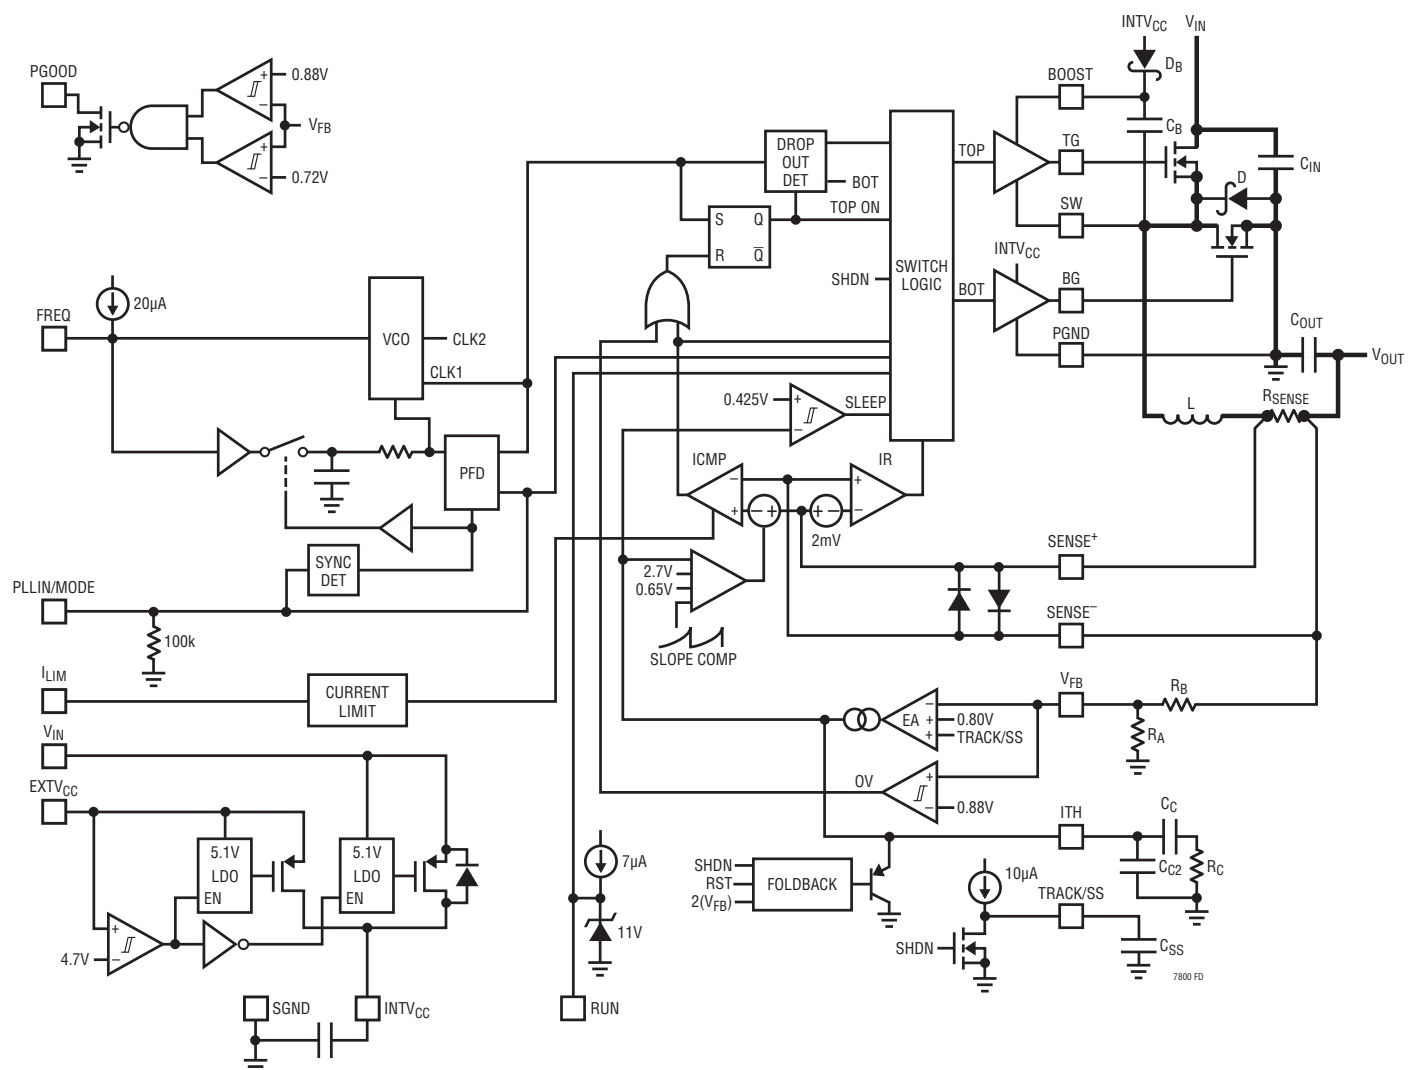 INTVCC
VIN
PGOOD
0.88V
VFB
0.72V
+
−
+
−
DB
BOOST
CB
DROP
OUT
DET
BOT
TOP
TG
CIN
D
TOP ON
S
Q
R
Q̅
SW
SWITCH
LOGIC
SHDN
INTVCC
BOT
BG
20µA
FREQ
VCO
CLK2
CLK1
PGND
COUT
VOUT
0.425V
+
−
SLEEP
L
RSENSE
PFD
ICMP
−
+
IR
+
−
− +
+ −
2mV
SYNC
DET
2.7V
0.65V
SENSE+
PLLIN/MODE
100k
SLOPE COMP
SENSE−
ILIM
CURRENT
LIMIT
VFB
RB
EA
−
+
+
0.80V
TRACK/SS
RA
VIN
EXTVCC
OV
+
−
0.88V
ITH
CC
CC2
RC
5.1V
LDO
EN
5.1V
LDO
EN
7µA
SHDN
RST
2(VFB)
FOLDBACK
10µA
TRACK/SS
11V
+
−
4.7V
SHDN
CSS
7800 FD
SGND
INTVCC
RUN